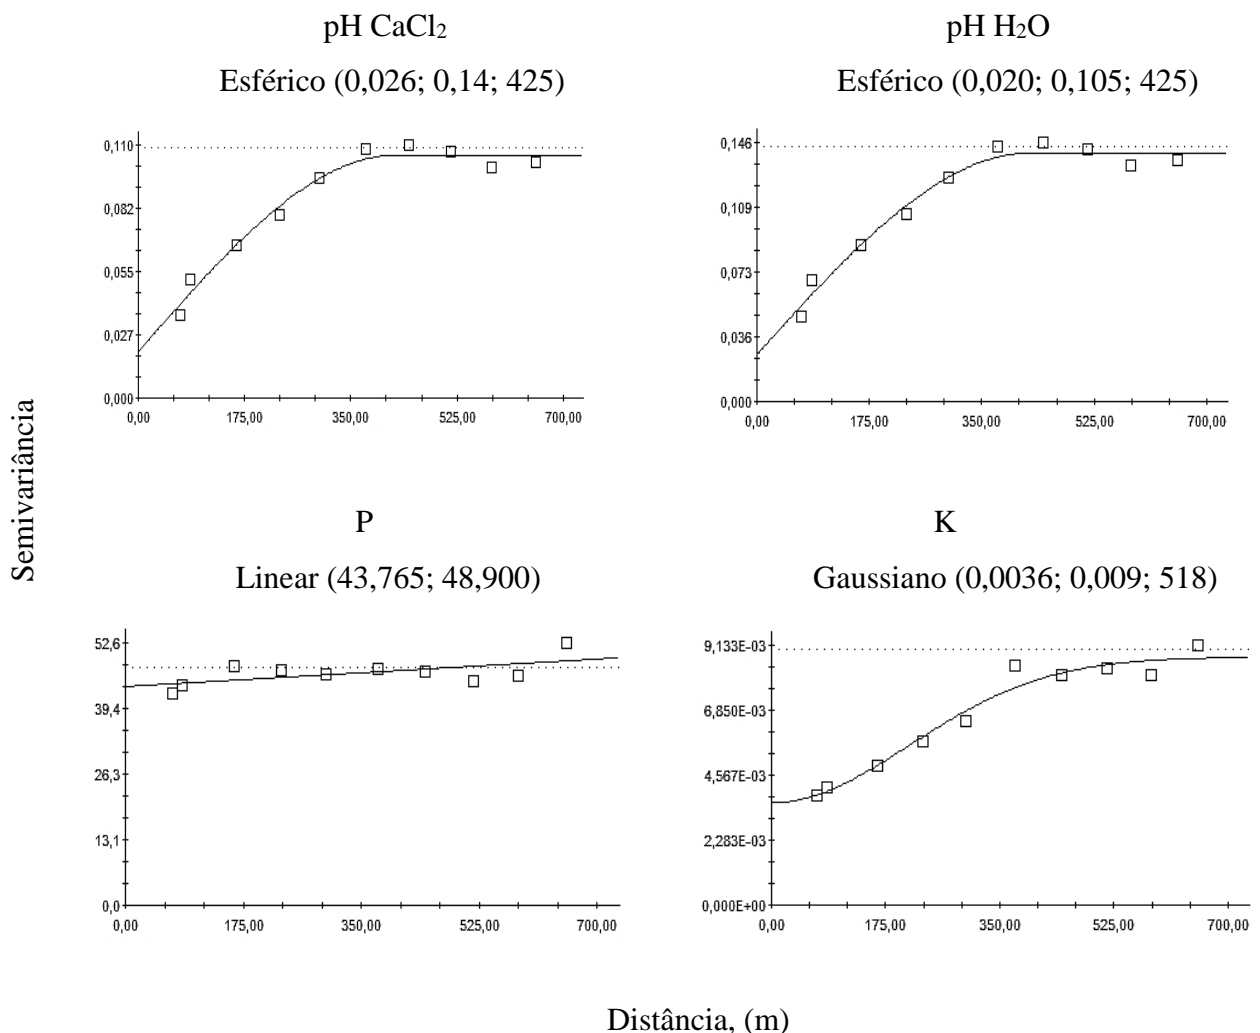 pH CaCl₂
Esférico (0,026; 0,14; 425)
0,110
0,082
0,055
0,027
0,000
0,00 175,00 350,00 525,00 700,00
pH H₂O
Esférico (0,020; 0,105; 425)
0,146
0,109
0,073
0,036
0,000
0,00 175,00 350,00 525,00 700,00
Semivariância
P
Linear (43,765; 48,900)
52,6
39,4
26,3
13,1
0,0
0,00 175,00 350,00 525,00 700,00
K
Gaussiano (0,0036; 0,009; 518)
9,133E-03
6,850E-03
4,567E-03
2,283E-03
0,000E+00
0,00 175,00 350,00 525,00 700,00
Distância, (m)